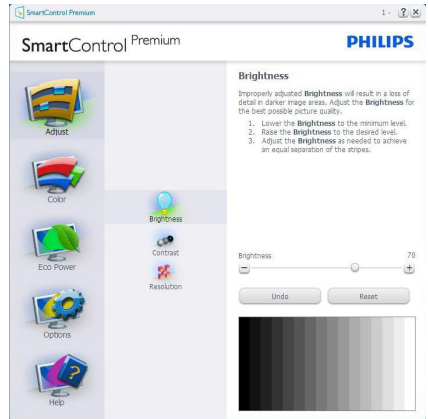 SmartControl Premium
1 -
?
SmartControl Premium
PHILIPS
Adjust
Color
Eco Power
Options
Help
Brightness
Contrast
Resolution
Brightness
Improperly adjusted Brightness will result in a loss of
detail in darker image areas. Adjust the Brightness for
the best possible picture quality.
1. Lower the Brightness to the minimum level.
2. Raise the Brightness to the desired level.
3. Adjust the Brightness as needed to achieve
an equal separation of the stripes.
Brightness 70
Undo Reset